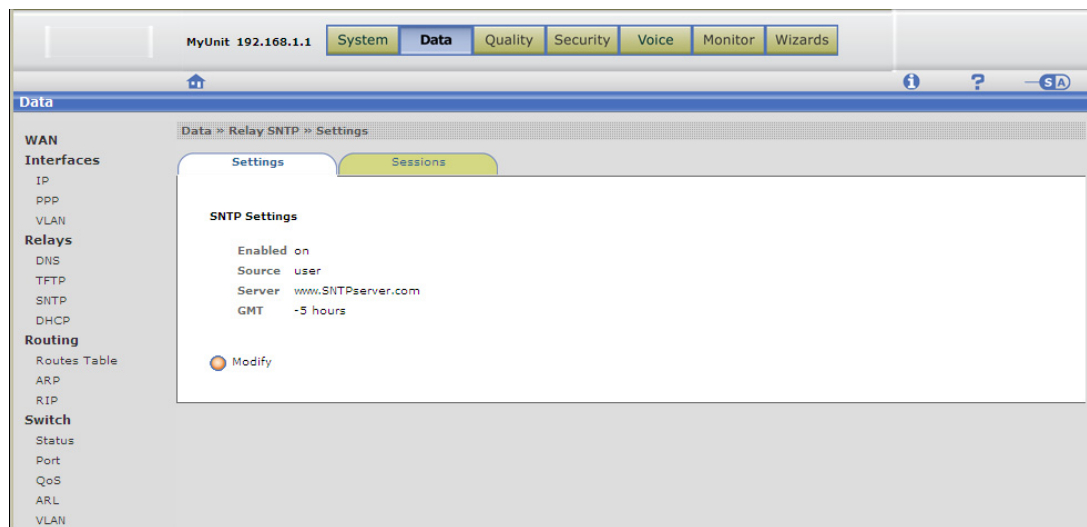 MyUnit 192.168.1.1 System Data Quality Security Voice Monitor Wizards
i ? SA
Data
WAN
Interfaces
IP
PPP
VLAN
Relays
DNS
TFTP
SNTP
DHCP
Routing
Routes Table
ARP
RIP
Switch
Status
Port
QoS
ARL
VLAN
Data » Relay SNTP » Settings
Settings Sessions
SNTP Settings
Enabled on
Source user
Server www.SNTPserver.com
GMT -5 hours
Modify